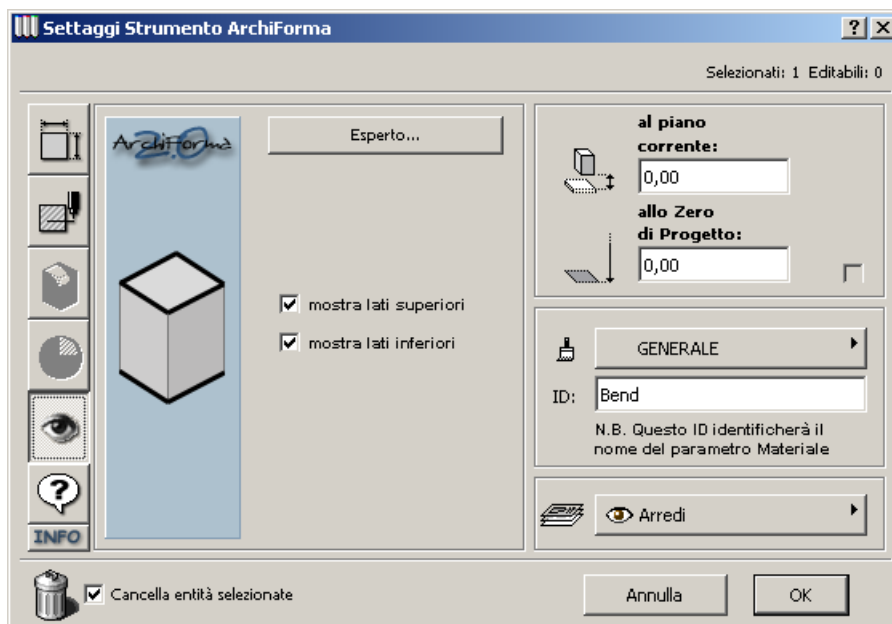 Settaggi Strumento ArchiForma
Selezionati: 1 Editabili: 0
ArchiForma
2.0
Esperto...
mostra lati superiori
mostra lati inferiori
al piano
corrente:
0,00
allo Zero
di Progetto:
0,00
GENERALE
ID:
Bend
N.B. Questo ID identificherà il
nome del parametro Materiale
Arredi
INFO
Cancella entità selezionate
Annulla
OK